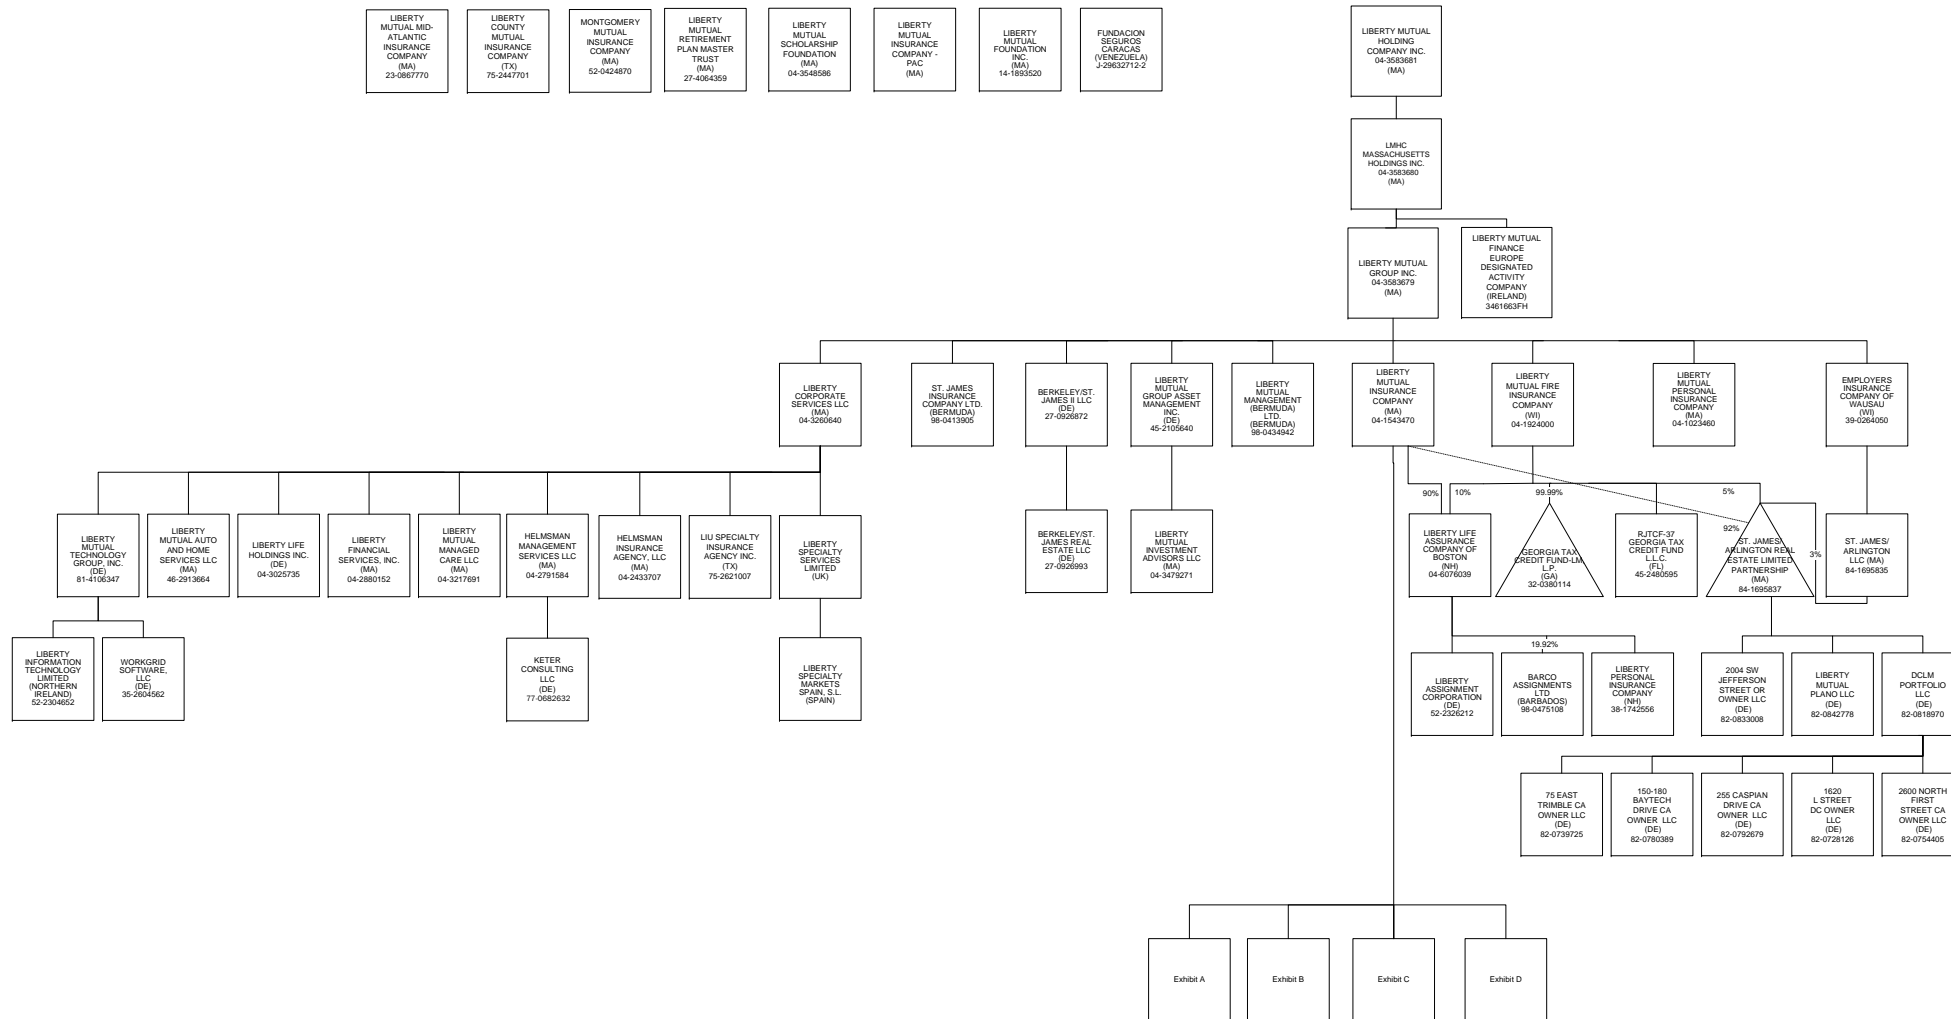 LIBERTY
MUTUAL MID-
ATLANTIC
INSURANCE
COMPANY
(MA)
23-0867770
LIBERTY
COUNTY
MUTUAL
INSURANCE
COMPANY
(TX)
75-2447701
MONTGOMERY
MUTUAL
INSURANCE
COMPANY
(MA)
52-0424870
LIBERTY
MUTUAL
RETIREMENT
PLAN MASTER
TRUST
(MA)
27-4064359
LIBERTY
MUTUAL
SCHOLARSHIP
FOUNDATION
(MA)
04-3548586
LIBERTY
MUTUAL
INSURANCE
COMPANY -
PAC
(MA)
LIBERTY
MUTUAL
FOUNDATION
INC.
(MA)
14-1893520
FUNDACION
SEGUROS
CARACAS
(VENEZUELA)
J-29632712-2
LIBERTY MUTUAL
HOLDING
COMPANY INC.
04-3583681
(MA)
LMHC
MASSACHUSETTS
HOLDINGS INC.
04-3583680
(MA)
LIBERTY MUTUAL
GROUP INC.
04-3583679
(MA)
LIBERTY MUTUAL
FINANCE
EUROPE
DESIGNATED
ACTIVITY
COMPANY
(IRELAND)
3461663FH
LIBERTY
CORPORATE
SERVICES LLC
(MA)
04-3260640
ST. JAMES
INSURANCE
COMPANY LTD.
(BERMUDA)
98-0413905
BERKELEY/ST.
JAMES II LLC
(DE)
27-0926872
LIBERTY
MUTUAL
GROUP ASSET
MANAGEMENT
INC.
(DE)
45-2105640
LIBERTY
MUTUAL
MANAGEMENT
(BERMUDA)
LTD.
(BERMUDA)
98-0434942
LIBERTY
MUTUAL
INSURANCE
COMPANY
(MA)
04-1543470
LIBERTY
MUTUAL FIRE
INSURANCE
COMPANY
(WI)
04-1924000
LIBERTY
MUTUAL
PERSONAL
INSURANCE
COMPANY
(MA)
04-1023460
EMPLOYERS
INSURANCE
COMPANY OF
WAUSAU
(WI)
39-0264050
90%
10%
99.99%
5%
92%
3%
LIBERTY
MUTUAL
TECHNOLOGY
GROUP, INC.
(DE)
81-4106347
LIBERTY
MUTUAL AUTO
AND HOME
SERVICES LLC
(MA)
46-2913664
LIBERTY LIFE
HOLDINGS INC.
(DE)
04-3025735
LIBERTY
FINANCIAL
SERVICES, INC.
(MA)
04-2880152
LIBERTY
MUTUAL
MANAGED
CARE LLC
(MA)
04-3217691
HELMSMAN
MANAGEMENT
SERVICES LLC
(MA)
04-2791584
HELMSMAN
INSURANCE
AGENCY, LLC
(MA)
04-2433707
LIU SPECIALTY
INSURANCE
AGENCY INC.
(TX)
75-2621007
LIBERTY
SPECIALTY
SERVICES
LIMITED
(UK)
BERKELEY/ST.
JAMES REAL
ESTATE LLC
(DE)
27-0926993
LIBERTY
MUTUAL
INVESTMENT
ADVISORS LLC
(MA)
04-3479271
LIBERTY LIFE
ASSURANCE
COMPANY OF
BOSTON
(NH)
04-6076039
GEORGIA TAX
CREDIT FUND-LM
L.P.
(GA)
32-0380114
RJTCF-37
GEORGIA TAX
CREDIT FUND
L.L.C.
(FL)
45-2480595
ST. JAMES/
ARLINGTON REAL
ESTATE LIMITED
PARTNERSHIP
(MA)
84-1695837
ST. JAMES/
ARLINGTON
LLC (MA)
84-1695835
LIBERTY
INFORMATION
TECHNOLOGY
LIMITED
(NORTHERN
IRELAND)
52-2304652
WORKGRID
SOFTWARE,
LLC
(DE)
35-2604562
KETER
CONSULTING
LLC
(DE)
77-0682632
LIBERTY
SPECIALTY
MARKETS
SPAIN, S.L.
(SPAIN)
19.92%
LIBERTY
ASSIGNMENT
CORPORATION
(DE)
52-2326212
BARCO
ASSIGNMENTS
LTD
(BARBADOS)
98-0475108
LIBERTY
PERSONAL
INSURANCE
COMPANY
(NH)
38-1742556
2004 SW
JEFFERSON
STREET OR
OWNER LLC
(DE)
82-0833008
LIBERTY
MUTUAL
PLANO LLC
(DE)
82-0842778
DCLM
PORTFOLIO
LLC
(DE)
82-0818970
75 EAST
TRIMBLE CA
OWNER LLC
(DE)
82-0739725
150-180
BAYTECH
DRIVE CA
OWNER LLC
(DE)
82-0780389
255 CASPIAN
DRIVE CA
OWNER LLC
(DE)
82-0792679
1620
L STREET
DC OWNER
LLC
(DE)
82-0728126
2600 NORTH
FIRST
STREET CA
OWNER LLC
(DE)
82-0754405
Exhibit A
Exhibit B
Exhibit C
Exhibit D